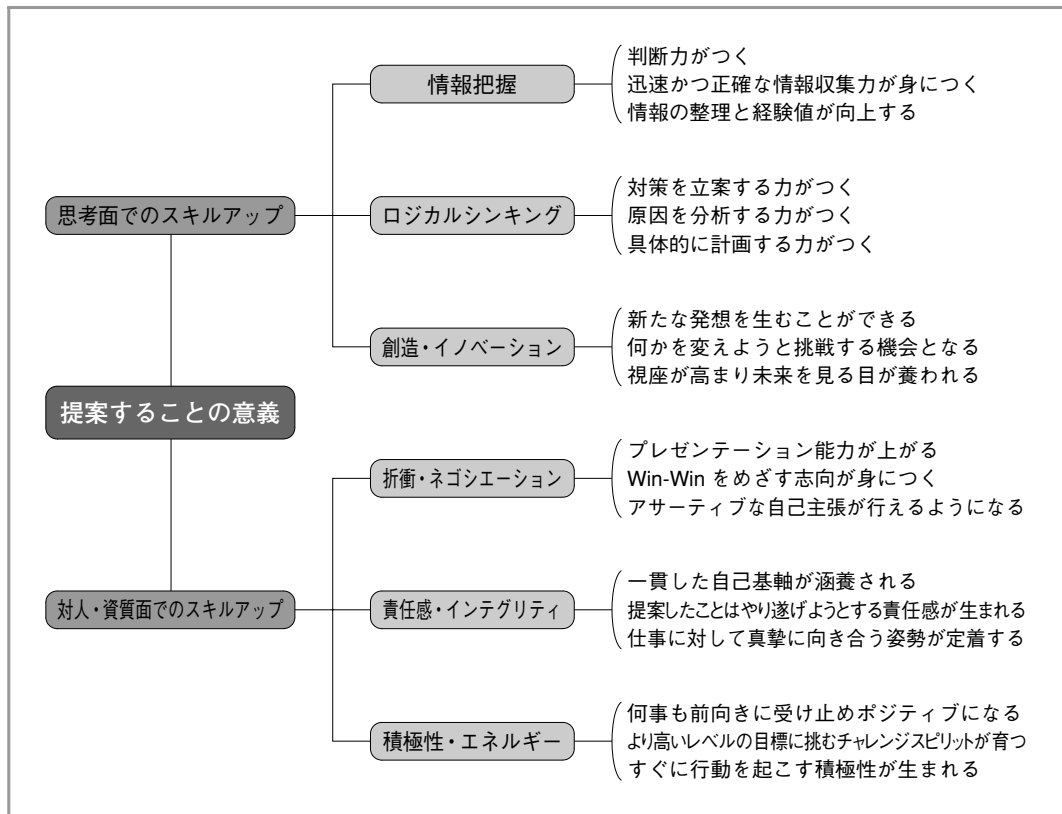 情報把握
判断力がつく
迅速かつ正確な情報収集力が身につく
情報の整理と経験値が向上する
思考面でのスキルアップ
ロジカルシンキング
対策を立案する力がつく
原因を分析する力がつく
具体的に計画する力がつく
創造・イノベーション
新たな発想を生むことができる
何かを変えようと挑戦する機会となる
視座が高まり未来を見る目が養われる
提案することの意義
折衝・ネゴシエーション
プレゼンテーション能力が上がる
Win-Win をめざす志向が身につく
アサーティブな自己主張が行えるようになる
対人・資質面でのスキルアップ
責任感・インテグリティ
一貫した自己基軸が涵養される
提案したことはやり遂げようとする責任感が生まれる
仕事に対して真摯に向き合う姿勢が定着する
積極性・エネルギー
何事も前向きに受け止めポジティブになる
より高いレベルの目標に挑むチャレンジスピリットが育つ
すぐに行動を起こす積極性が生まれる